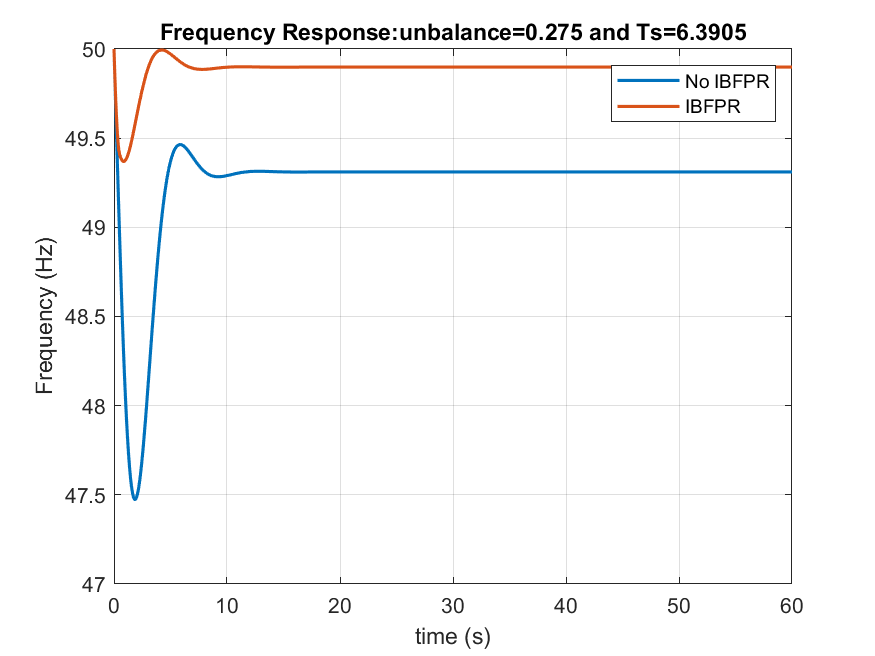 Frequency Response:unbalance=0.275 and Ts=6.3905
50
49.5
49
48.5
48
47.5
47
Frequency (Hz)
No IBFPR
IBFPR
0 10 20 30 40 50 60
time (s)